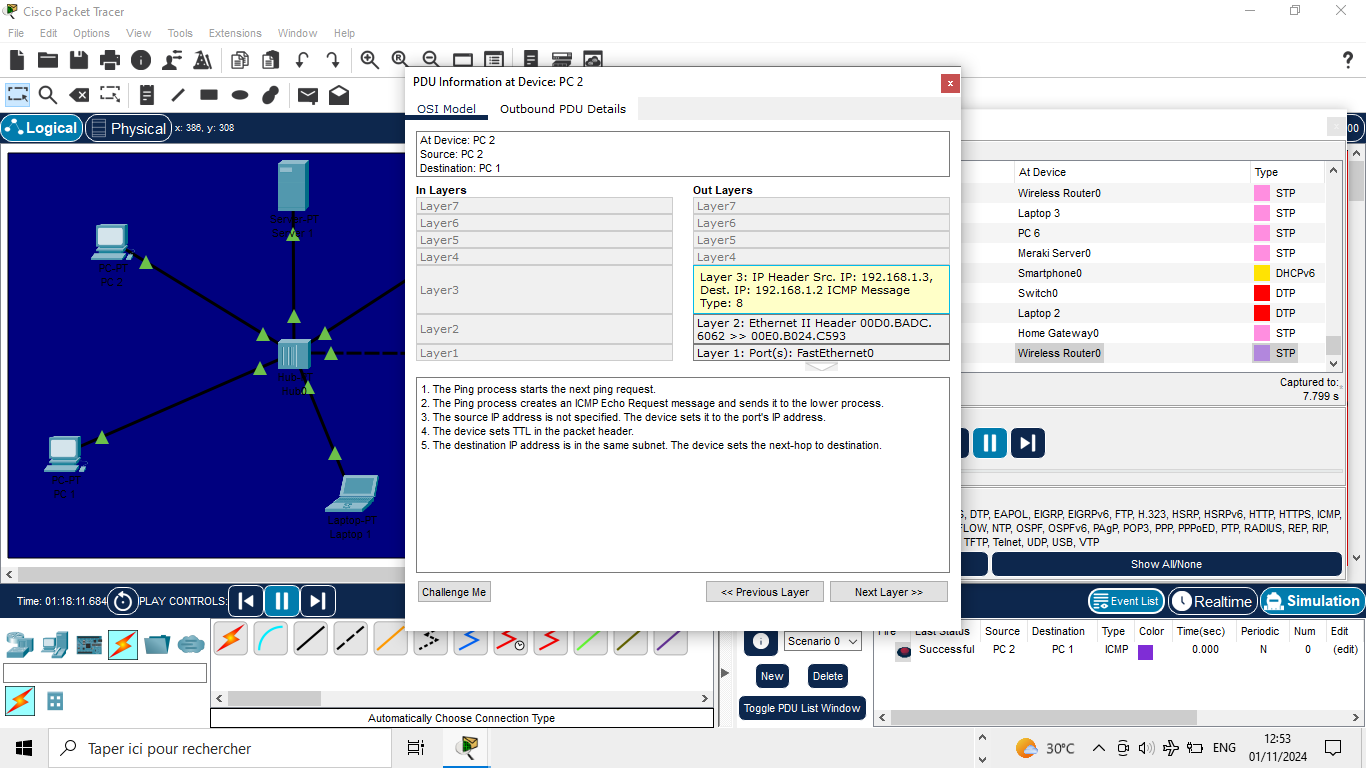 Cisco Packet Tracer
File Edit Options View Tools Extensions Window Help
PDU Information at Device: PC 2
x
OSI Model Outbound PDU Details
Logical Physical x: 386, y: 308
At Device: PC 2
Source: PC 2
Destination: PC 1
In Layers Out Layers
Layer7 Layer7
Layer6 Layer6
Layer5 Layer5
Layer4 Layer4
Layer3
Layer 3: IP Header Src. IP: 192.168.1.3,
Dest. IP: 192.168.1.2 ICMP Message
Type: 8
Layer2
Layer 2: Ethernet II Header 00D0.BADC.
6062 >> 00E0.B024.C593
Layer1 Layer 1: Port(s): FastEthernet0
1. The Ping process starts the next ping request.
2. The Ping process creates an ICMP Echo Request message and sends it to the lower process.
3. The source IP address is not specified. The device sets it to the port's IP address.
4. The device sets TTL in the packet header.
5. The destination IP address is in the same subnet. The device sets the next-hop to destination.
Challenge Me << Previous Layer Next Layer >>
PC-PT
PC 2
PC-PT
PC 1
Laptop-PT
At Device Type
Wireless Router0 STP
Laptop 3 STP
PC 6 STP
Meraki Server0 STP
Smartphone0 DHCPv6
Switch0 DTP
Laptop 2 DTP
Home Gateway0 STP
Wireless Router0 STP
Captured to:
7.799 s
DTP, EAPOL, EIGRP, EIGRPv6, FTP, H.323, HSRP, HSRPv6, HTTP, HTTPS, ICMP,
NTP, OSPF, OSPFv6, PAgP, POP3, PPP, PPPoED, PTP, RADIUS, REP, RIP,
TFTP, Telnet, UDP, USB, VTP
Show All/None
Time: 01:18:11.684 PLAY CONTROLS:
Event List Realtime Simulation
Scenario 0
New Delete
Toggle PDU List Window
Fire Last Status Source Destination Type Color Time(sec) Periodic Num Edit
Successful PC 2 PC 1 ICMP 0.000 N 0 (edit)
Automatically Choose Connection Type
Taper ici pour rechercher
30°C ENG
12:53
01/11/2024